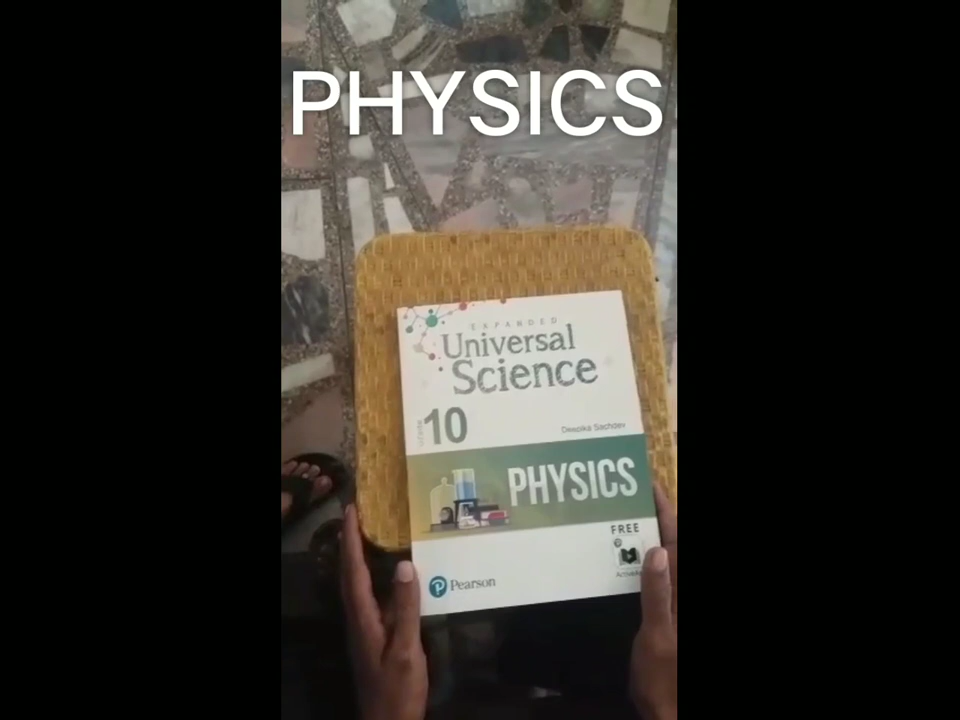 PHYSICS
EXPANDED
Universal
Science
10
Deepika Sachdev
PHYSICS
FREE
Pearson